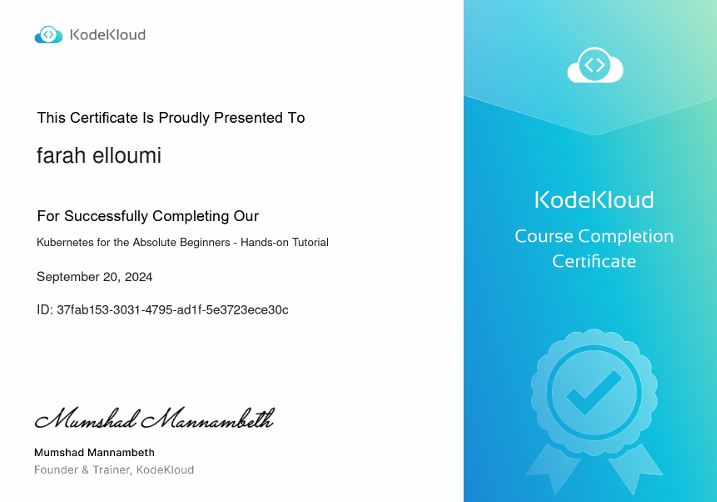 KodeKloud
This Certificate Is Proudly Presented To
farah elloumi
For Successfully Completing Our
Kubernetes for the Absolute Beginners - Hands-on Tutorial
September 20, 2024
ID: 37fab153-3031-4795-ad1f-5e3723ece30c
Mumshad Mannambeth
Mumshad Mannambeth
Founder & Trainer, KodeKloud
KodeKloud
Course Completion
Certificate